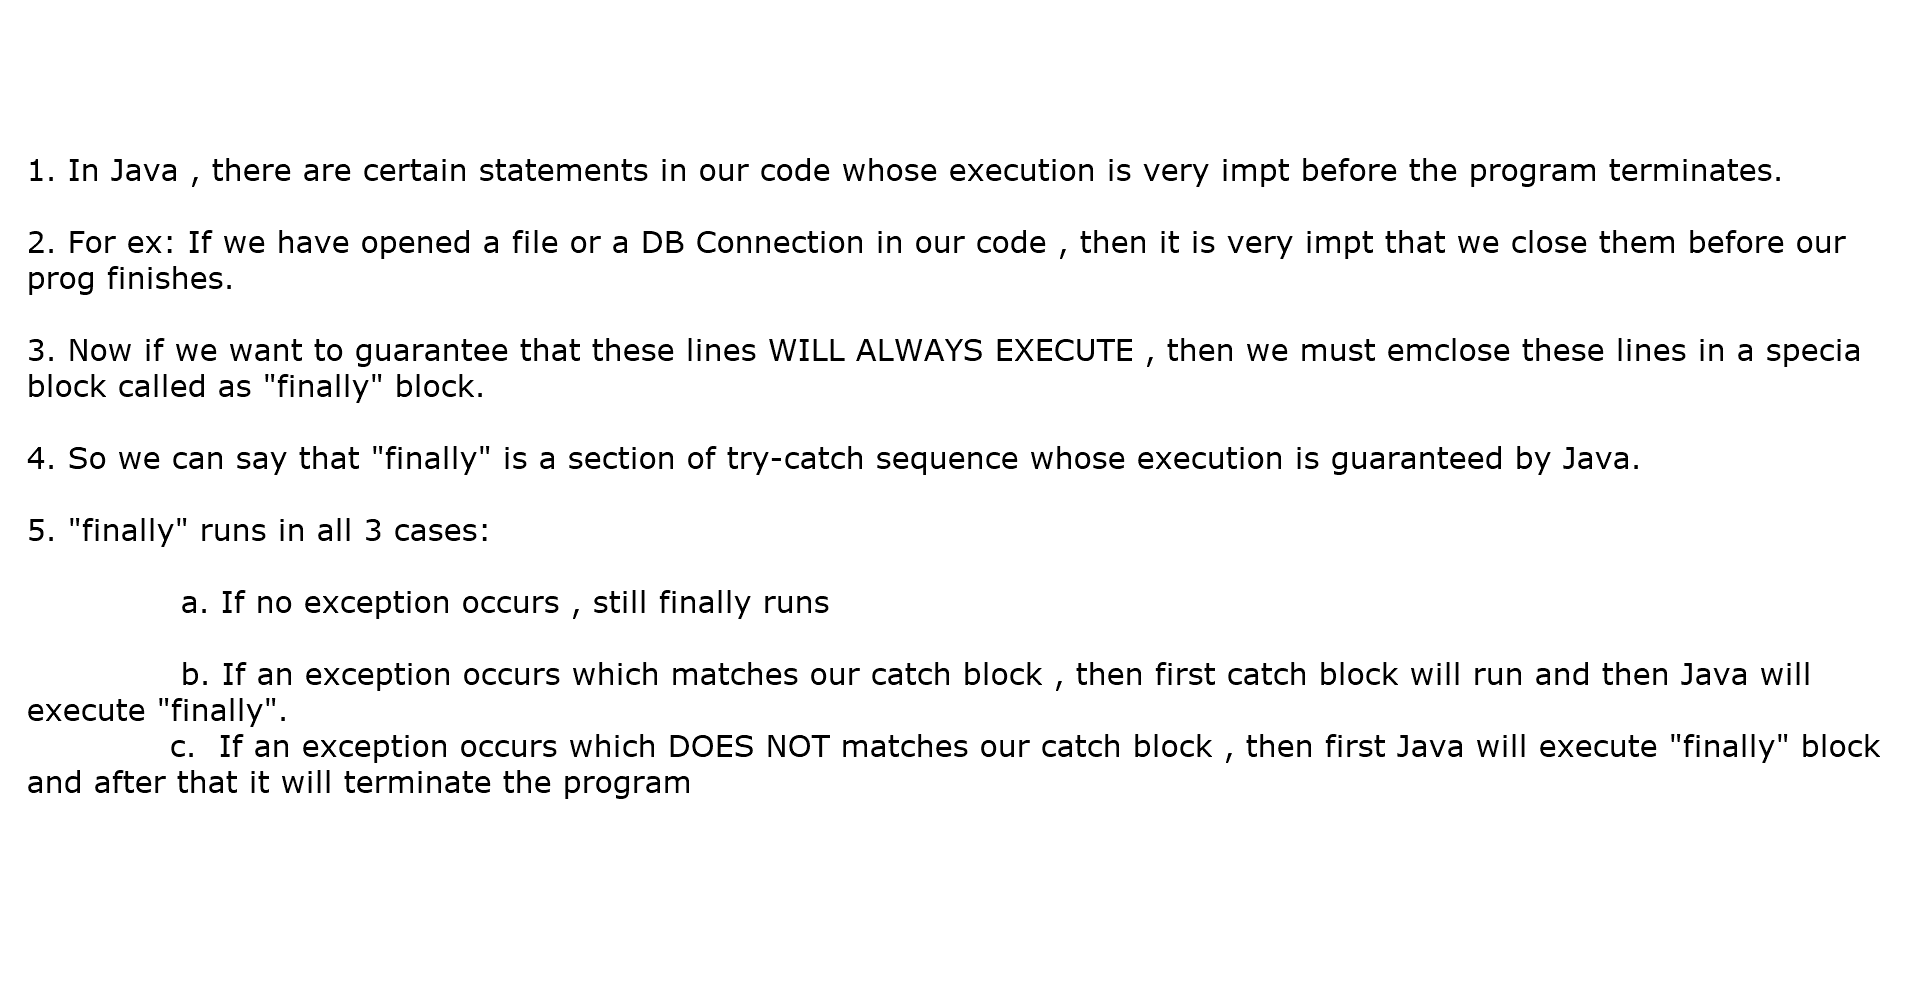 1. In Java , there are certain statements in our code whose execution is very impt before the program terminates.
2. For ex: If we have opened a file or a DB Connection in our code , then it is very impt that we close them before our
prog finishes.
3. Now if we want to guarantee that these lines WILL ALWAYS EXECUTE , then we must emclose these lines in a specia
block called as "finally" block.
4. So we can say that "finally" is a section of try-catch sequence whose execution is guaranteed by Java.
5. "finally" runs in all 3 cases:
a. If no exception occurs , still finally runs
b. If an exception occurs which matches our catch block , then first catch block will run and then Java will
execute "finally".
c. If an exception occurs which DOES NOT matches our catch block , then first Java will execute "finally" block
and after that it will terminate the program